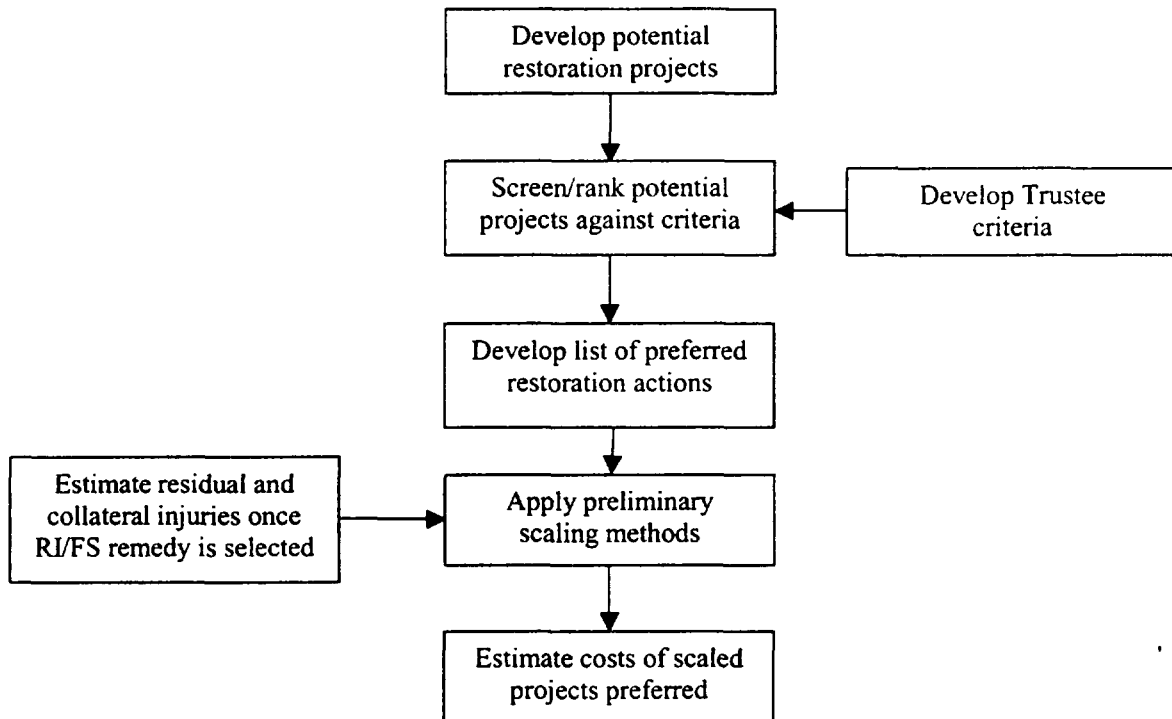 Develop potential
restoration projects
Screen/rank potential
projects against criteria
Develop Trustee
criteria
Develop list of preferred
restoration actions
Estimate residual and
collateral injuries once
RI/FS remedy is selected
Apply preliminary
scaling methods
Estimate costs of scaled
projects preferred